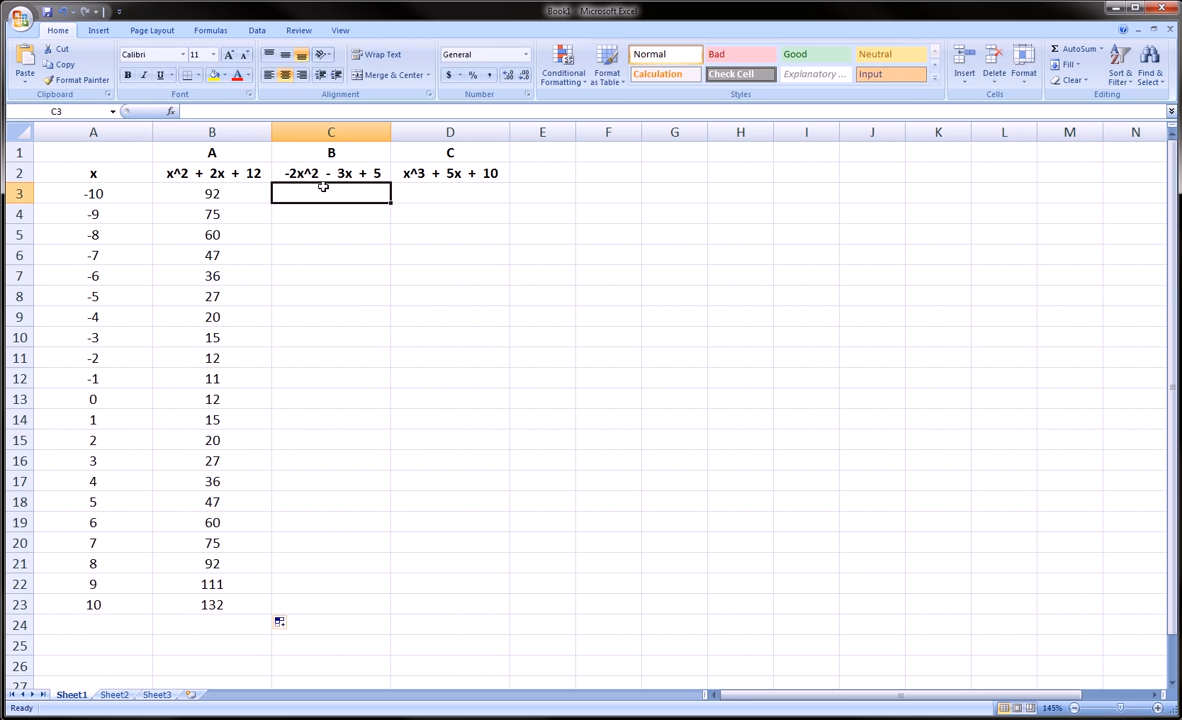 Book1 - Microsoft Excel
Home Insert Page Layout Formulas Data Review View
Paste
Cut
Copy
Format Painter
Clipboard
Calibri 11
B I U
Font
Wrap Text
Merge & Center
Alignment
General
$ % ,
Number
Conditional Formatting
Format as Table
Normal Bad Good Neutral
Calculation Check Cell Explanatory ... Input
Styles
Insert Delete Format
Cells
AutoSum
Fill
Clear
Sort & Filter
Find & Select
Editing
C3 fx
A B C D E F G H I J K L M N
1 A B C
2 x x^2 + 2x + 12 -2x^2 - 3x + 5 x^3 + 5x + 10
3 -10 92
4 -9 75
5 -8 60
6 -7 47
7 -6 36
8 -5 27
9 -4 20
10 -3 15
11 -2 12
12 -1 11
13 0 12
14 1 15
15 2 20
16 3 27
17 4 36
18 5 47
19 6 60
20 7 75
21 8 92
22 9 111
23 10 132
24
25
26
27
Sheet1 Sheet2 Sheet3
Ready 145%